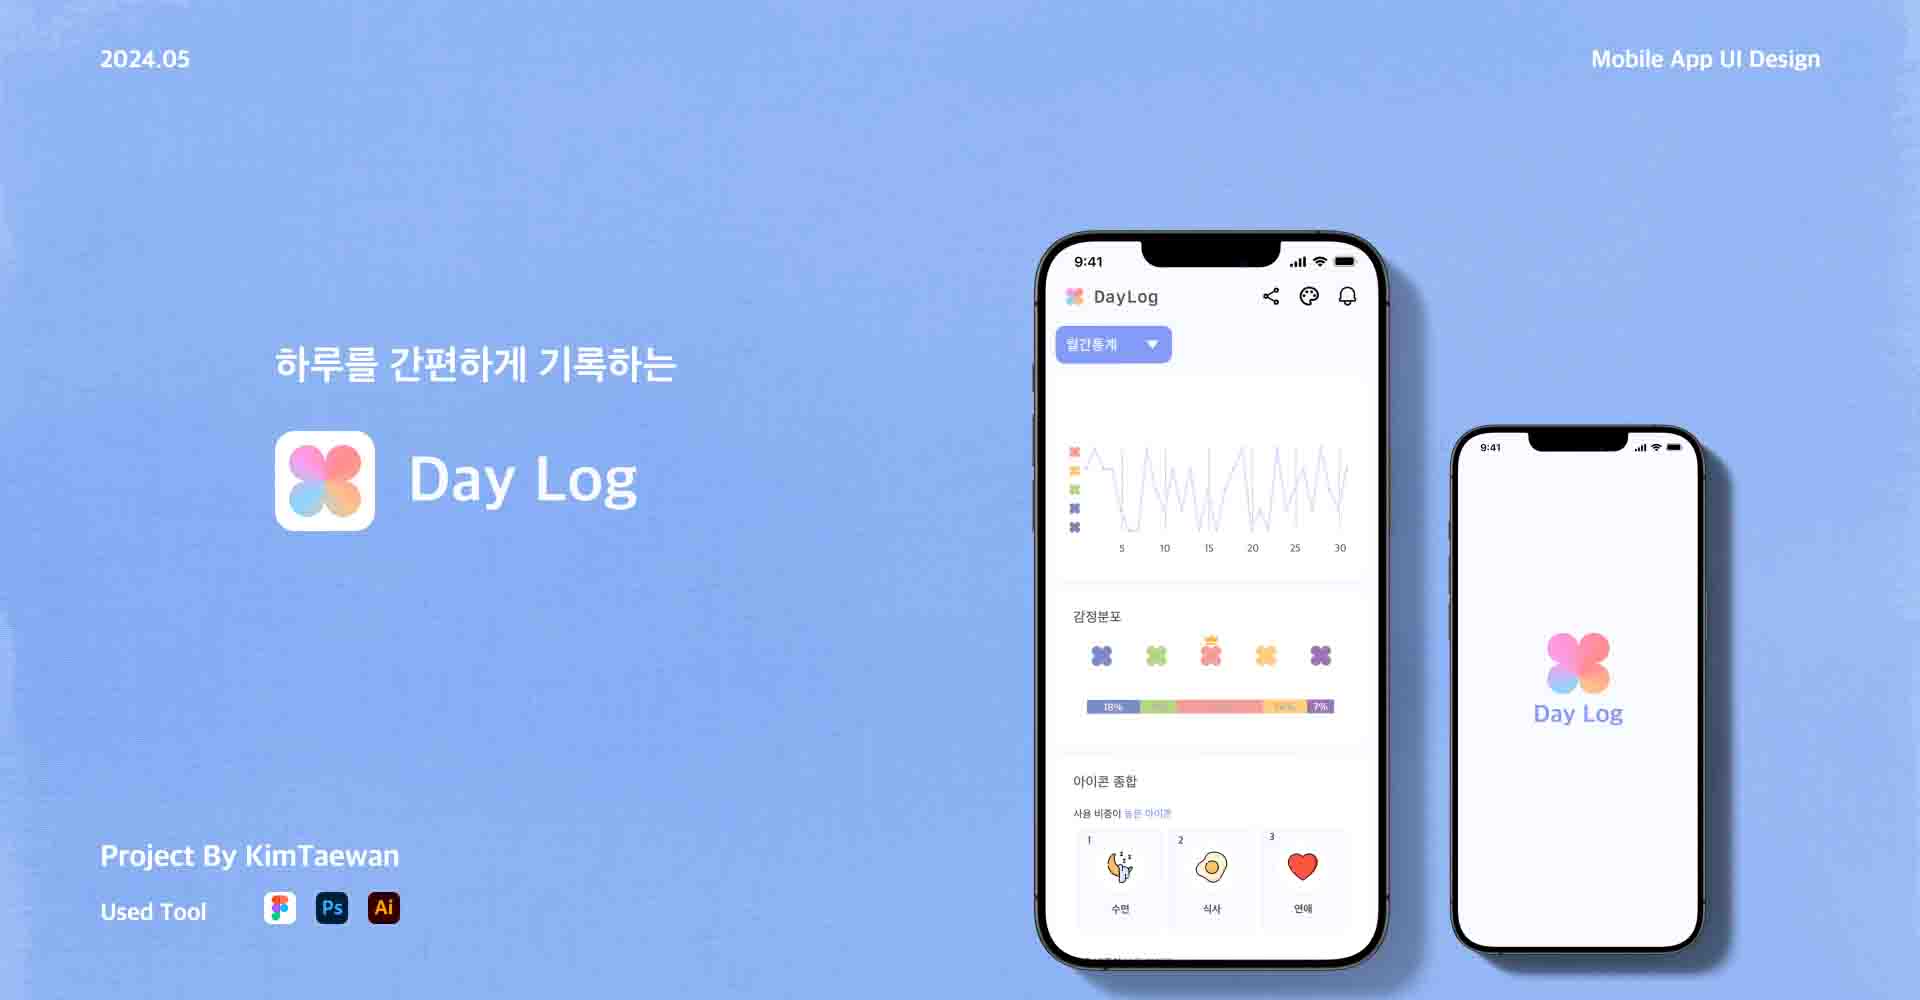 2024.05
Mobile App UI Design
하루를 간편하게 기록하는
Day Log
Project By KimTaewan
Used Tool
Ps
Ai
9:41
DayLog
월간통계
5 10 15 20 25 30
감정분포
18% 7%
아이콘 종합
사용 비중이 높은 아이콘
1 2 3
수면 식사 연애
9:41
Day Log